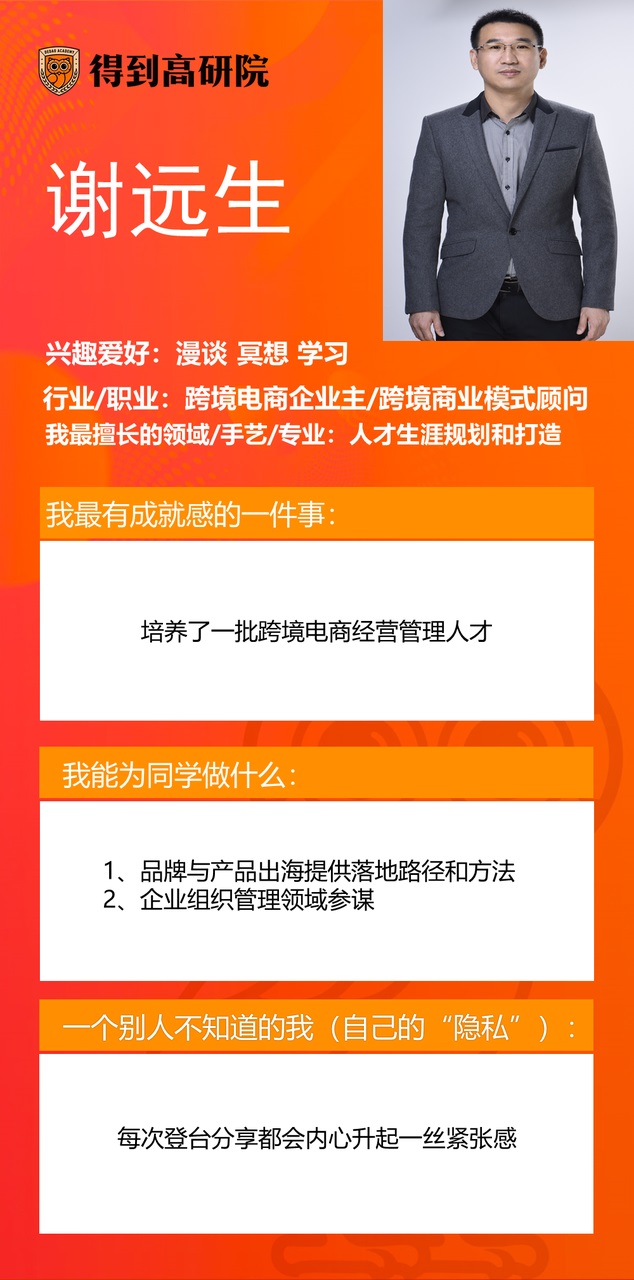 DEDAO ACADEMY
得到高研院
谢远生
兴趣爱好：漫谈 冥想 学习
行业/职业：跨境电商企业主/跨境商业模式顾问
我最擅长的领域/手艺/专业：人才生涯规划和打造
我最有成就感的一件事：
培养了一批跨境电商经营管理人才
我能为同学做什么：
1、品牌与产品出海提供落地路径和方法
2、企业组织管理领域参谋
一个别人不知道的我（自己的“隐私”）：
每次登台分享都会内心升起一丝紧张感